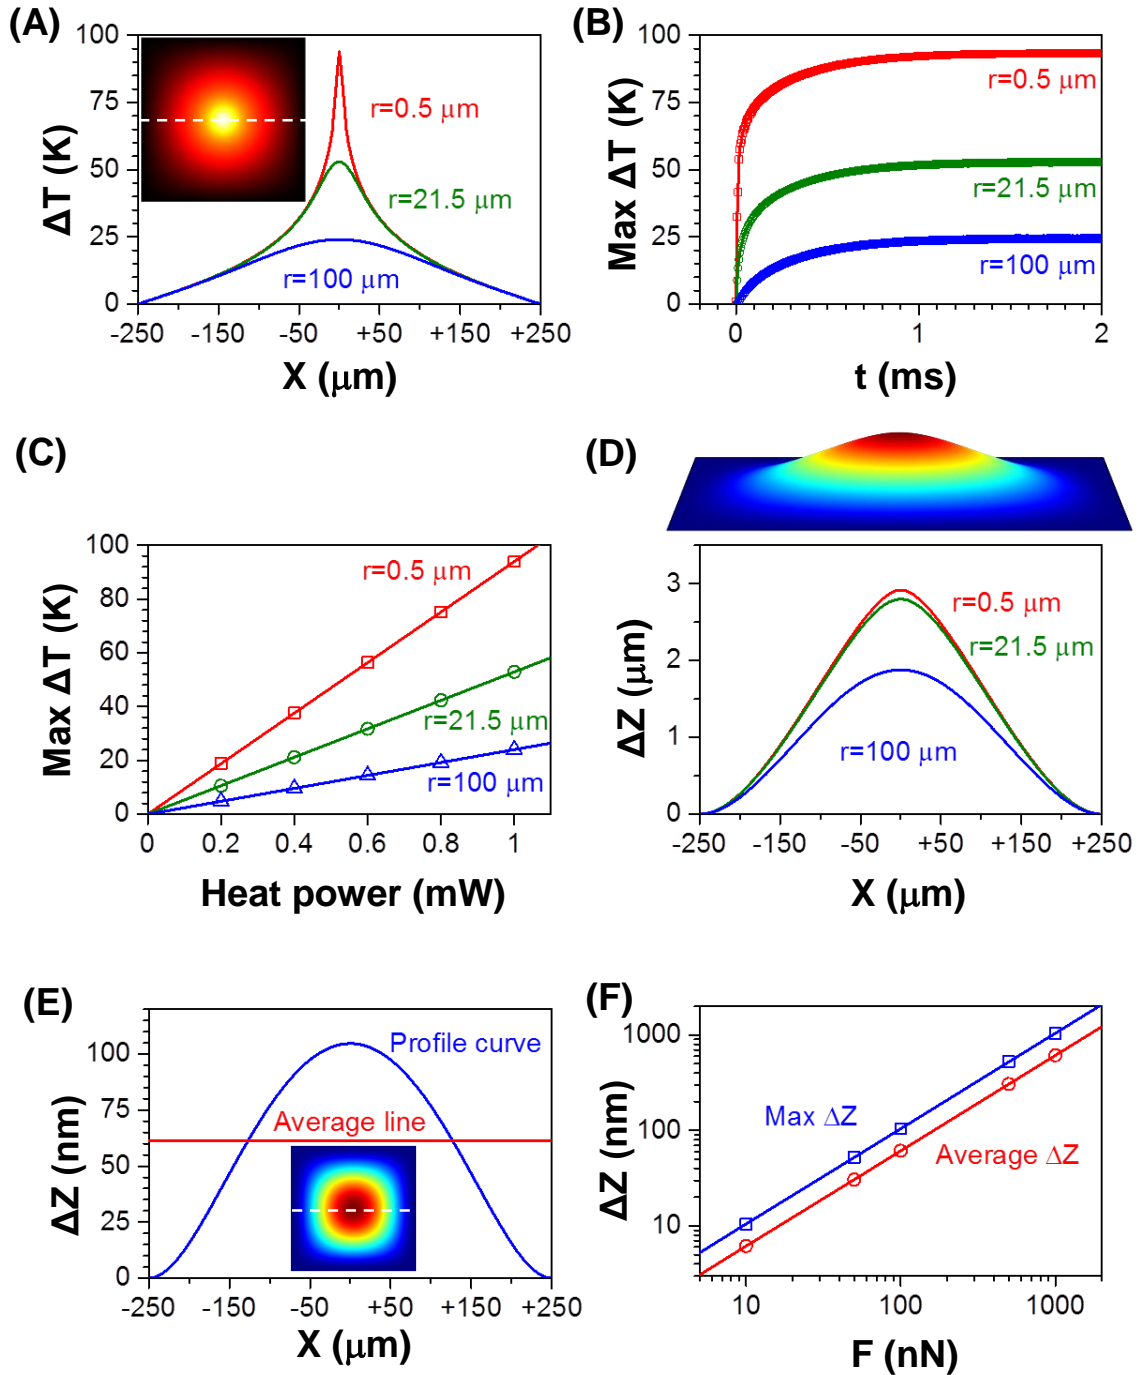 (A)
100
75
50
25
0
ΔT (K)
r=0.5 μm
r=21.5 μm
r=100 μm
-250 -150 -50 +50 +150 +250
X (μm)
(B)
100
75
50
25
0
Max ΔT (K)
r=0.5 μm
r=21.5 μm
r=100 μm
0 1 2
t (ms)
(C)
100
80
60
40
20
0
Max ΔT (K)
r=0.5 μm
r=21.5 μm
r=100 μm
0 0.2 0.4 0.6 0.8 1
Heat power (mW)
(D)
3
2
1
0
ΔZ (μm)
r=0.5 μm
r=21.5 μm
r=100 μm
-250 -150 -50 +50 +150 +250
X (μm)
(E)
100
75
50
25
0
ΔZ (nm)
Profile curve
Average line
-250 -150 -50 +50 +150 +250
X (μm)
(F)
1000
100
10
ΔZ (nm)
Max ΔZ
Average ΔZ
10 100 1000
F (nN)